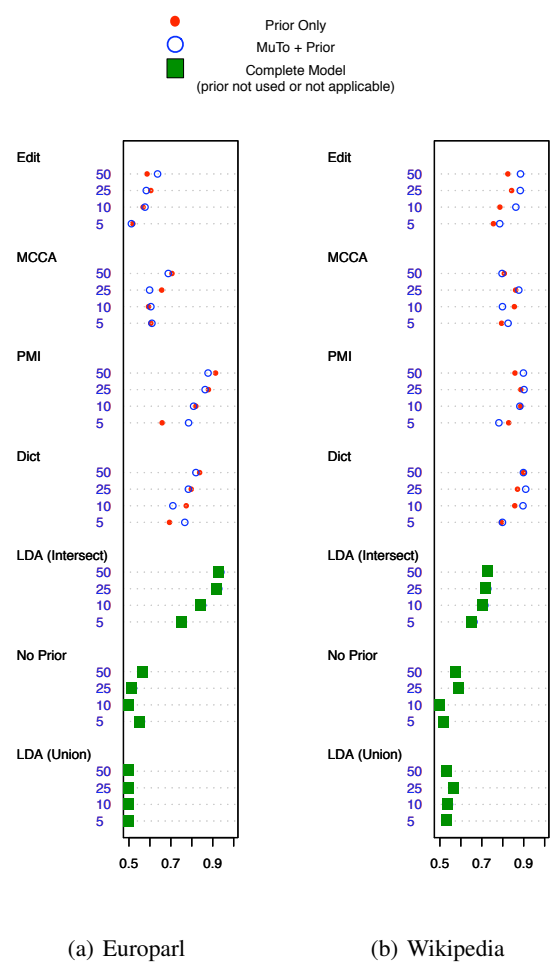 Prior Only
MuTo + Prior
Complete Model
(prior not used or not applicable)
Edit
50
25
10
5
MCCA
50
25
10
5
PMI
50
25
10
5
Dict
50
25
10
5
LDA (Intersect)
50
25
10
5
No Prior
50
25
10
5
LDA (Union)
50
25
10
5
0.5 0.7 0.9
(a) Europarl
Edit
50
25
10
5
MCCA
50
25
10
5
PMI
50
25
10
5
Dict
50
25
10
5
LDA (Intersect)
50
25
10
5
No Prior
50
25
10
5
LDA (Union)
50
25
10
5
0.5 0.7 0.9
(b) Wikipedia